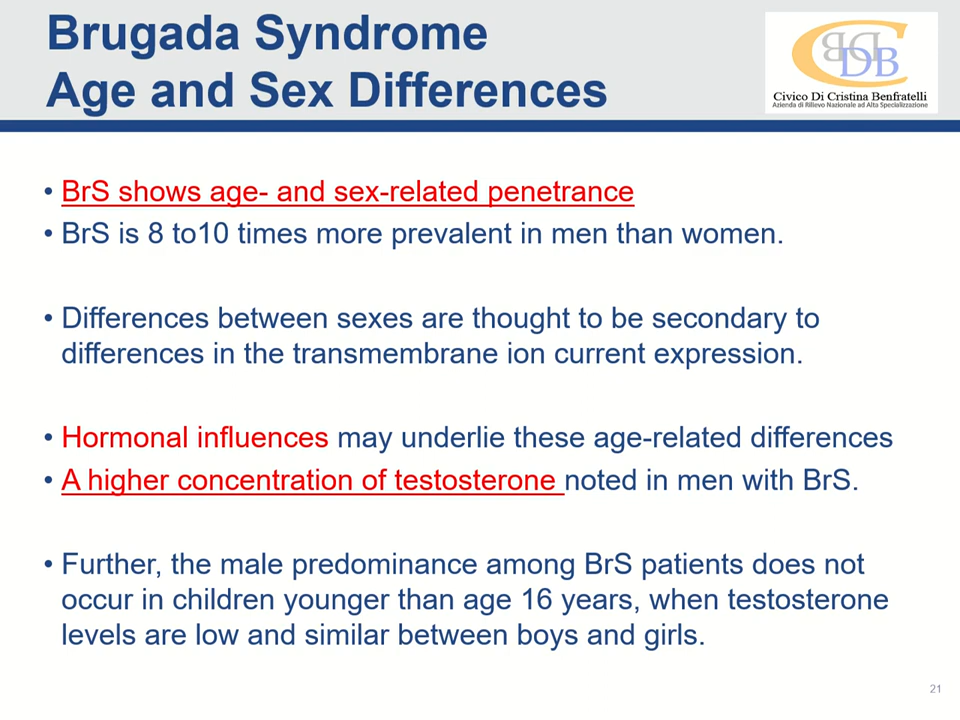 Brugada Syndrome
Age and Sex Differences
CDB
Civico Di Cristina Benfratelli
Azienda di Rilievo Nazionale ad Alta Specializzazione
• BrS shows age- and sex-related penetrance
• BrS is 8 to10 times more prevalent in men than women.
• Differences between sexes are thought to be secondary to
differences in the transmembrane ion current expression.
• Hormonal influences may underlie these age-related differences
• A higher concentration of testosterone noted in men with BrS.
• Further, the male predominance among BrS patients does not
occur in children younger than age 16 years, when testosterone
levels are low and similar between boys and girls.
21